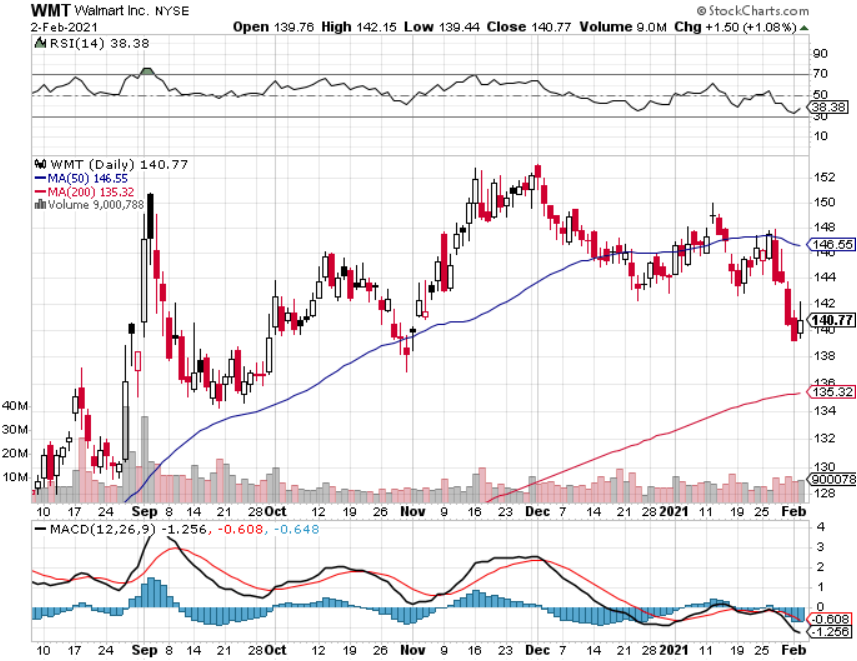 WMT Walmart Inc. NYSE
© StockCharts.com
2-Feb-2021
Open 139.76 High 142.15 Low 139.44 Close 140.77 Volume 9.0M Chg +1.50 (+1.08%)
RSI(14) 38.38
90
70
50
38.38
30
10
WMT (Daily) 140.77
MA(50) 146.55
MA(200) 135.32
Volume 9,000,788
152
150
148
146.55
146
144
142
140.77
140
138
136
135.32
134
132
130
900078
128
40M
30M
20M
10M
10 17 24 Sep 8 14 21 28 Oct 12 19 26 Nov 9 16 23 Dec 7 14 21 28 2021 11 19 25 Feb
MACD(12,26,9) -1.256, -0.608, -0.648
4
3
2
1
0
-0.608
-1.256
10 17 24 Sep 8 14 21 28 Oct 12 19 26 Nov 9 16 23 Dec 7 14 21 28 2021 11 19 25 Feb